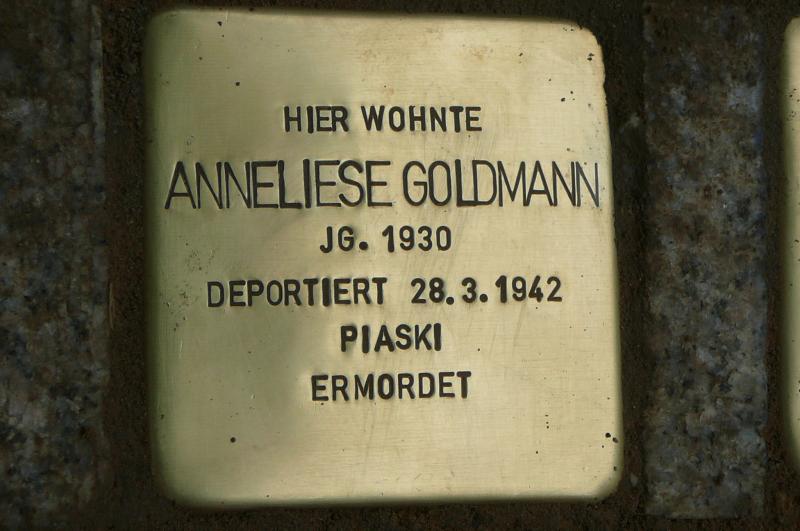 HIER WOHNTE
ANNELIESE GOLDMANN
JG. 1930
DEPORTIERT 28.3.1942
PIASKI
ERMORDET